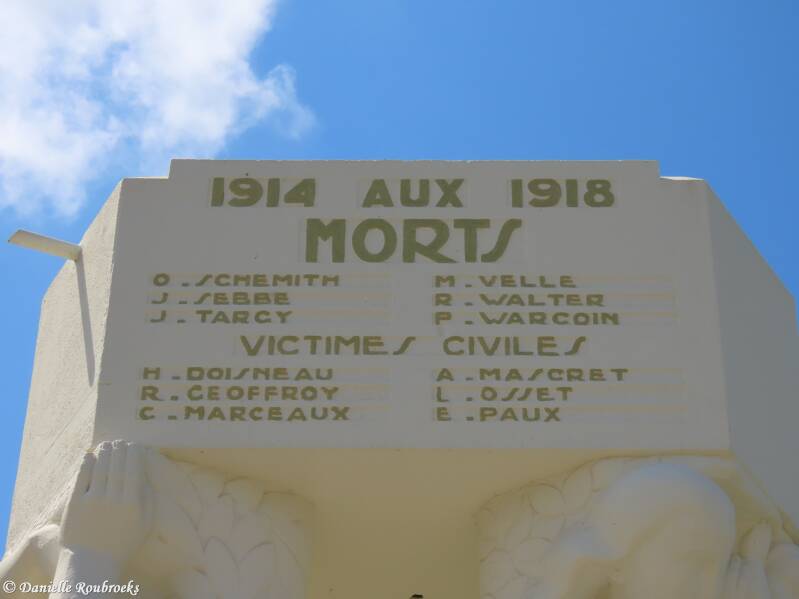 1914 AUX 1918
MORTS
O. SCHEMITH M. VELLE
J. SEBBE R. WALTER
J. TARGY P. WARCOIN
VICTIMES CIVILES
H. DOISNEAU A. MASCRET
R. GEOFFROY L. OSSET
C. MARCEAUX E. PAUX
© Danielle Roubroeks